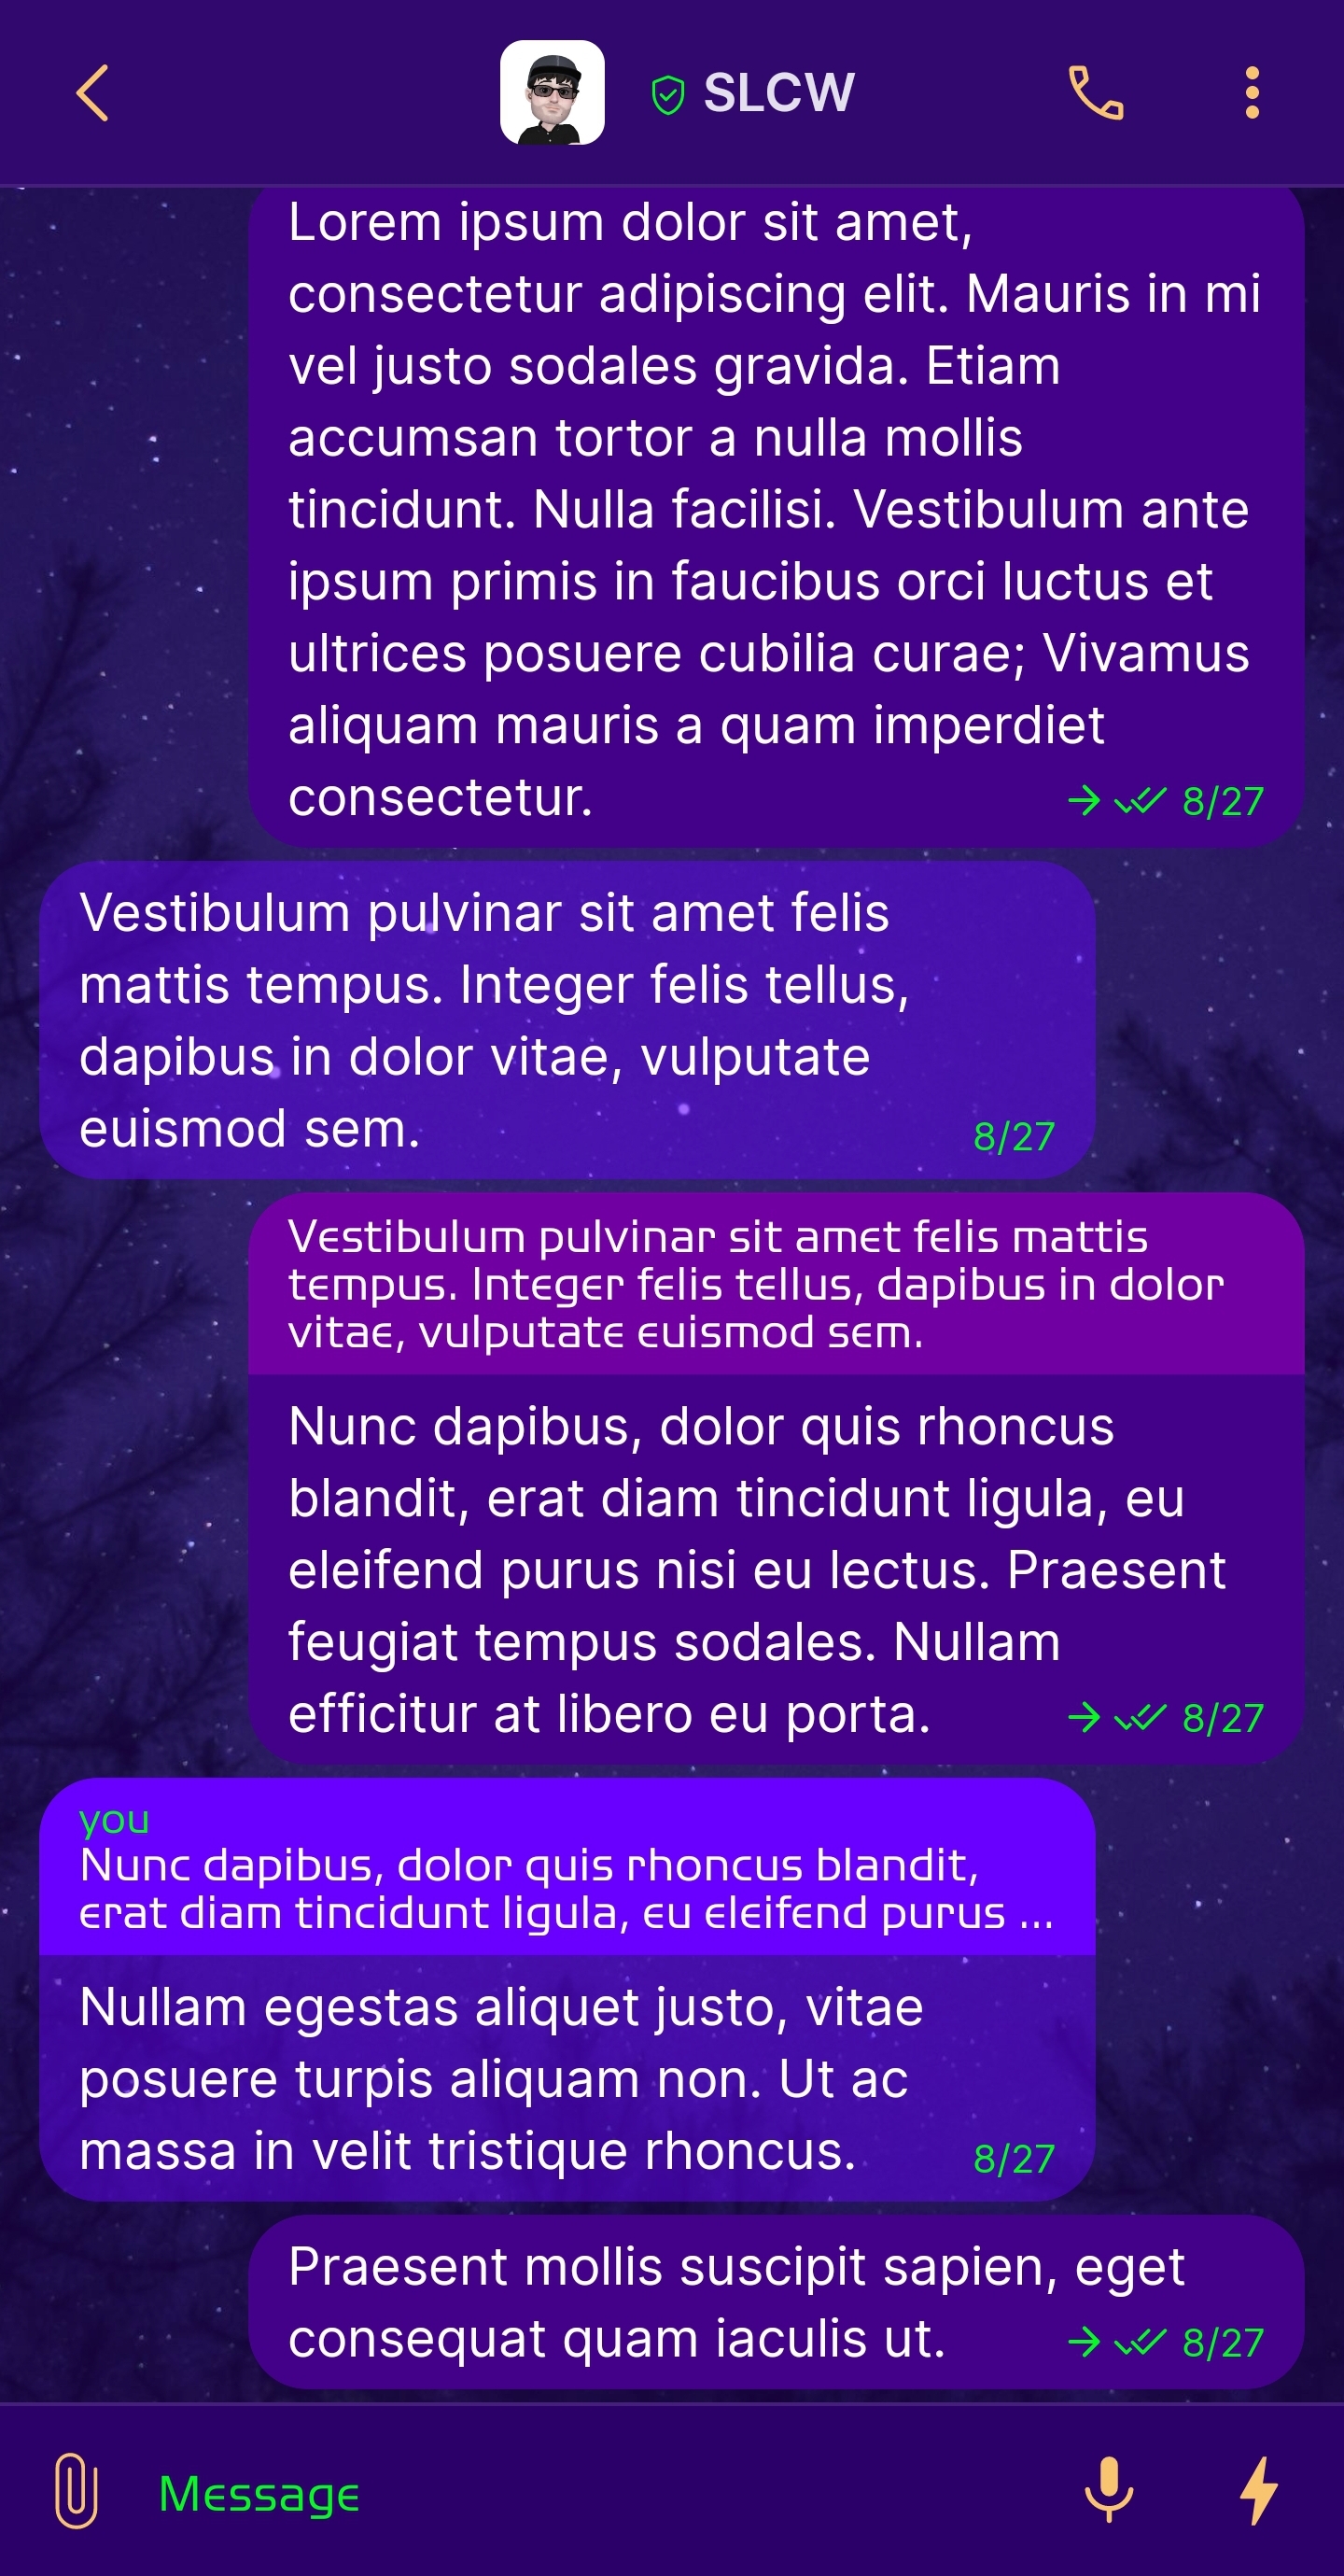 SLCW
Lorem ipsum dolor sit amet,
consectetur adipiscing elit. Mauris in mi
vel justo sodales gravida. Etiam
accumsan tortor a nulla mollis
tincidunt. Nulla facilisi. Vestibulum ante
ipsum primis in faucibus orci luctus et
ultrices posuere cubilia curae; Vivamus
aliquam mauris a quam imperdiet
consectetur. 8/27
Vestibulum pulvinar sit amet felis
mattis tempus. Integer felis tellus,
dapibus in dolor vitae, vulputate
euismod sem. 8/27
Vestibulum pulvinar sit amet felis mattis
tempus. Integer felis tellus, dapibus in dolor
vitae, vulputate euismod sem.
Nunc dapibus, dolor quis rhoncus
blandit, erat diam tincidunt ligula, eu
eleifend purus nisi eu lectus. Praesent
feugiat tempus sodales. Nullam
efficitur at libero eu porta. 8/27
you
Nunc dapibus, dolor quis rhoncus blandit,
erat diam tincidunt ligula, eu eleifend purus ...
Nullam egestas aliquet justo, vitae
posuere turpis aliquam non. Ut ac
massa in velit tristique rhoncus. 8/27
Praesent mollis suscipit sapien, eget
consequat quam iaculis ut. 8/27
Message